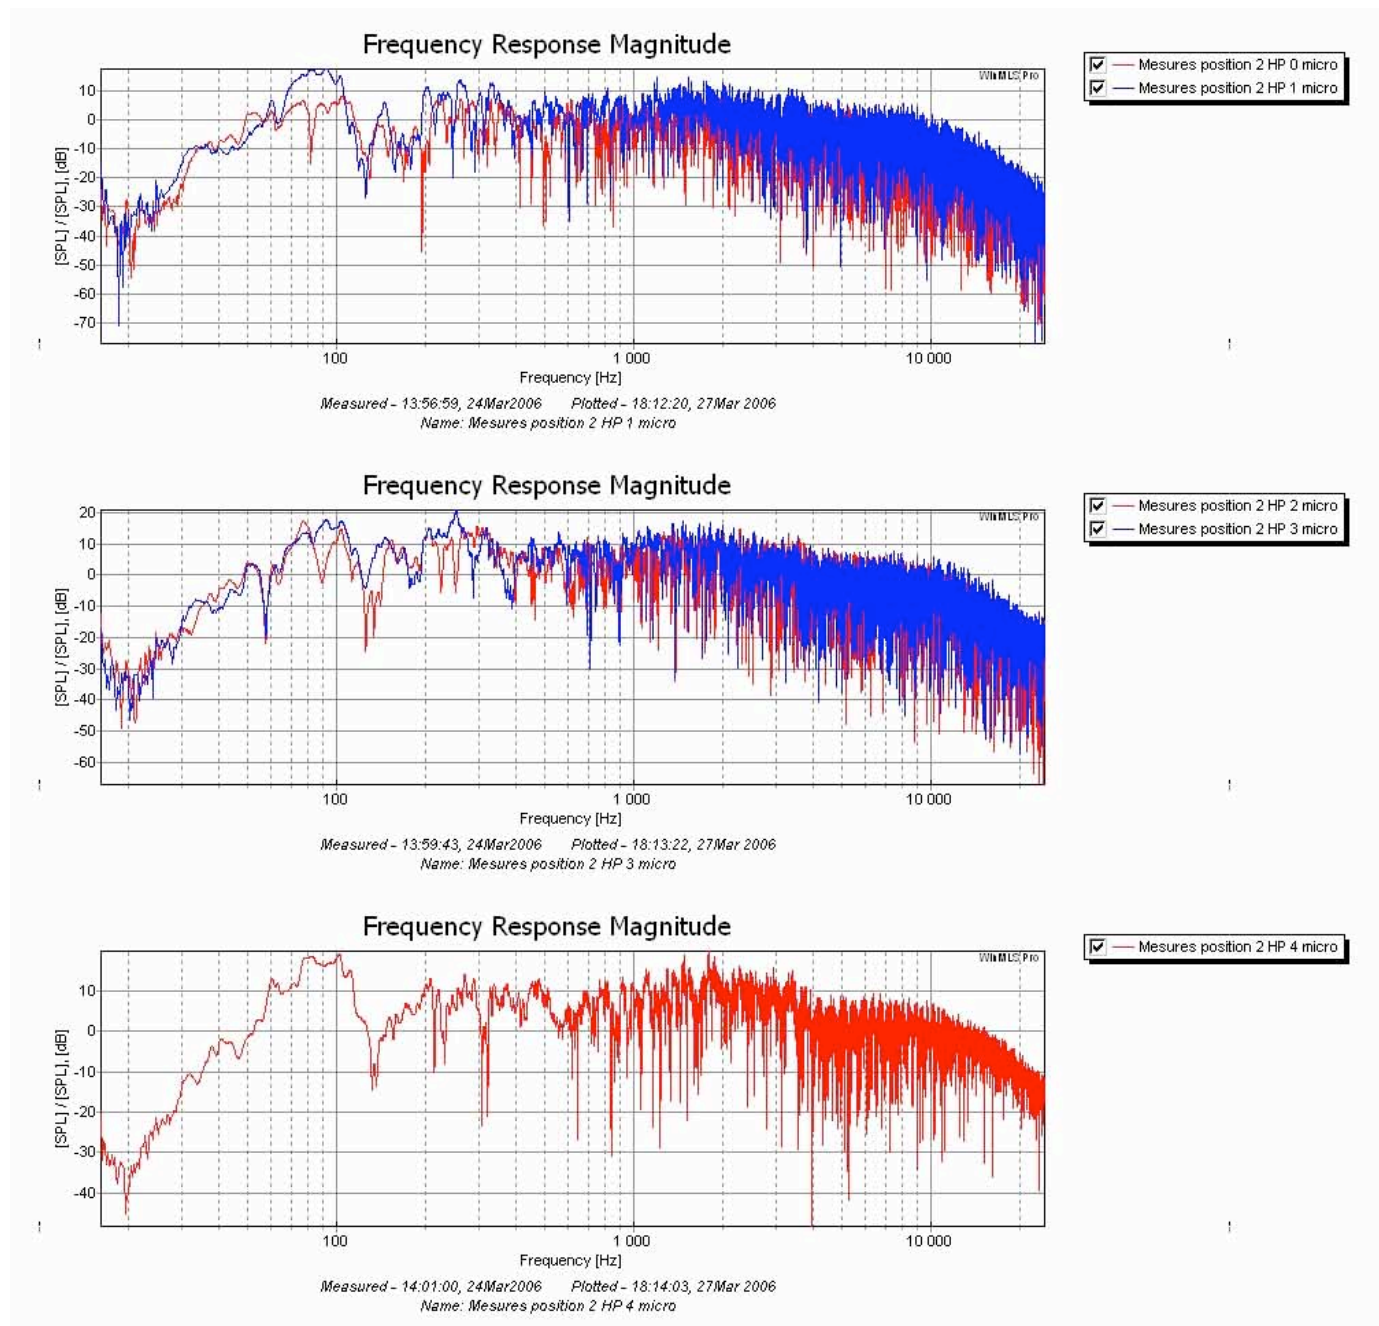 Frequency Response Magnitude
WinMLS Pro
Mesures position 2 HP 0 micro
Mesures position 2 HP 1 micro
[SPL] / [SPL], [dB]
10
0
-10
-20
-30
-40
-50
-60
-70
100
1 000
10 000
Frequency [Hz]
Measured - 13:56:59, 24Mar2006 Plotted - 18:12:20, 27Mar 2006
Name: Mesures position 2 HP 1 micro
Frequency Response Magnitude
WinMLS Pro
Mesures position 2 HP 2 micro
Mesures position 2 HP 3 micro
[SPL] / [SPL], [dB]
20
10
0
-10
-20
-30
-40
-50
-60
100
1 000
10 000
Frequency [Hz]
Measured - 13:59:43, 24Mar2006 Plotted - 18:13:22, 27Mar 2006
Name: Mesures position 2 HP 3 micro
Frequency Response Magnitude
WinMLS Pro
Mesures position 2 HP 4 micro
[SPL] / [SPL], [dB]
10
0
-10
-20
-30
-40
100
1 000
10 000
Frequency [Hz]
Measured - 14:01:00, 24Mar2006 Plotted - 18:14:03, 27Mar 2006
Name: Mesures position 2 HP 4 micro